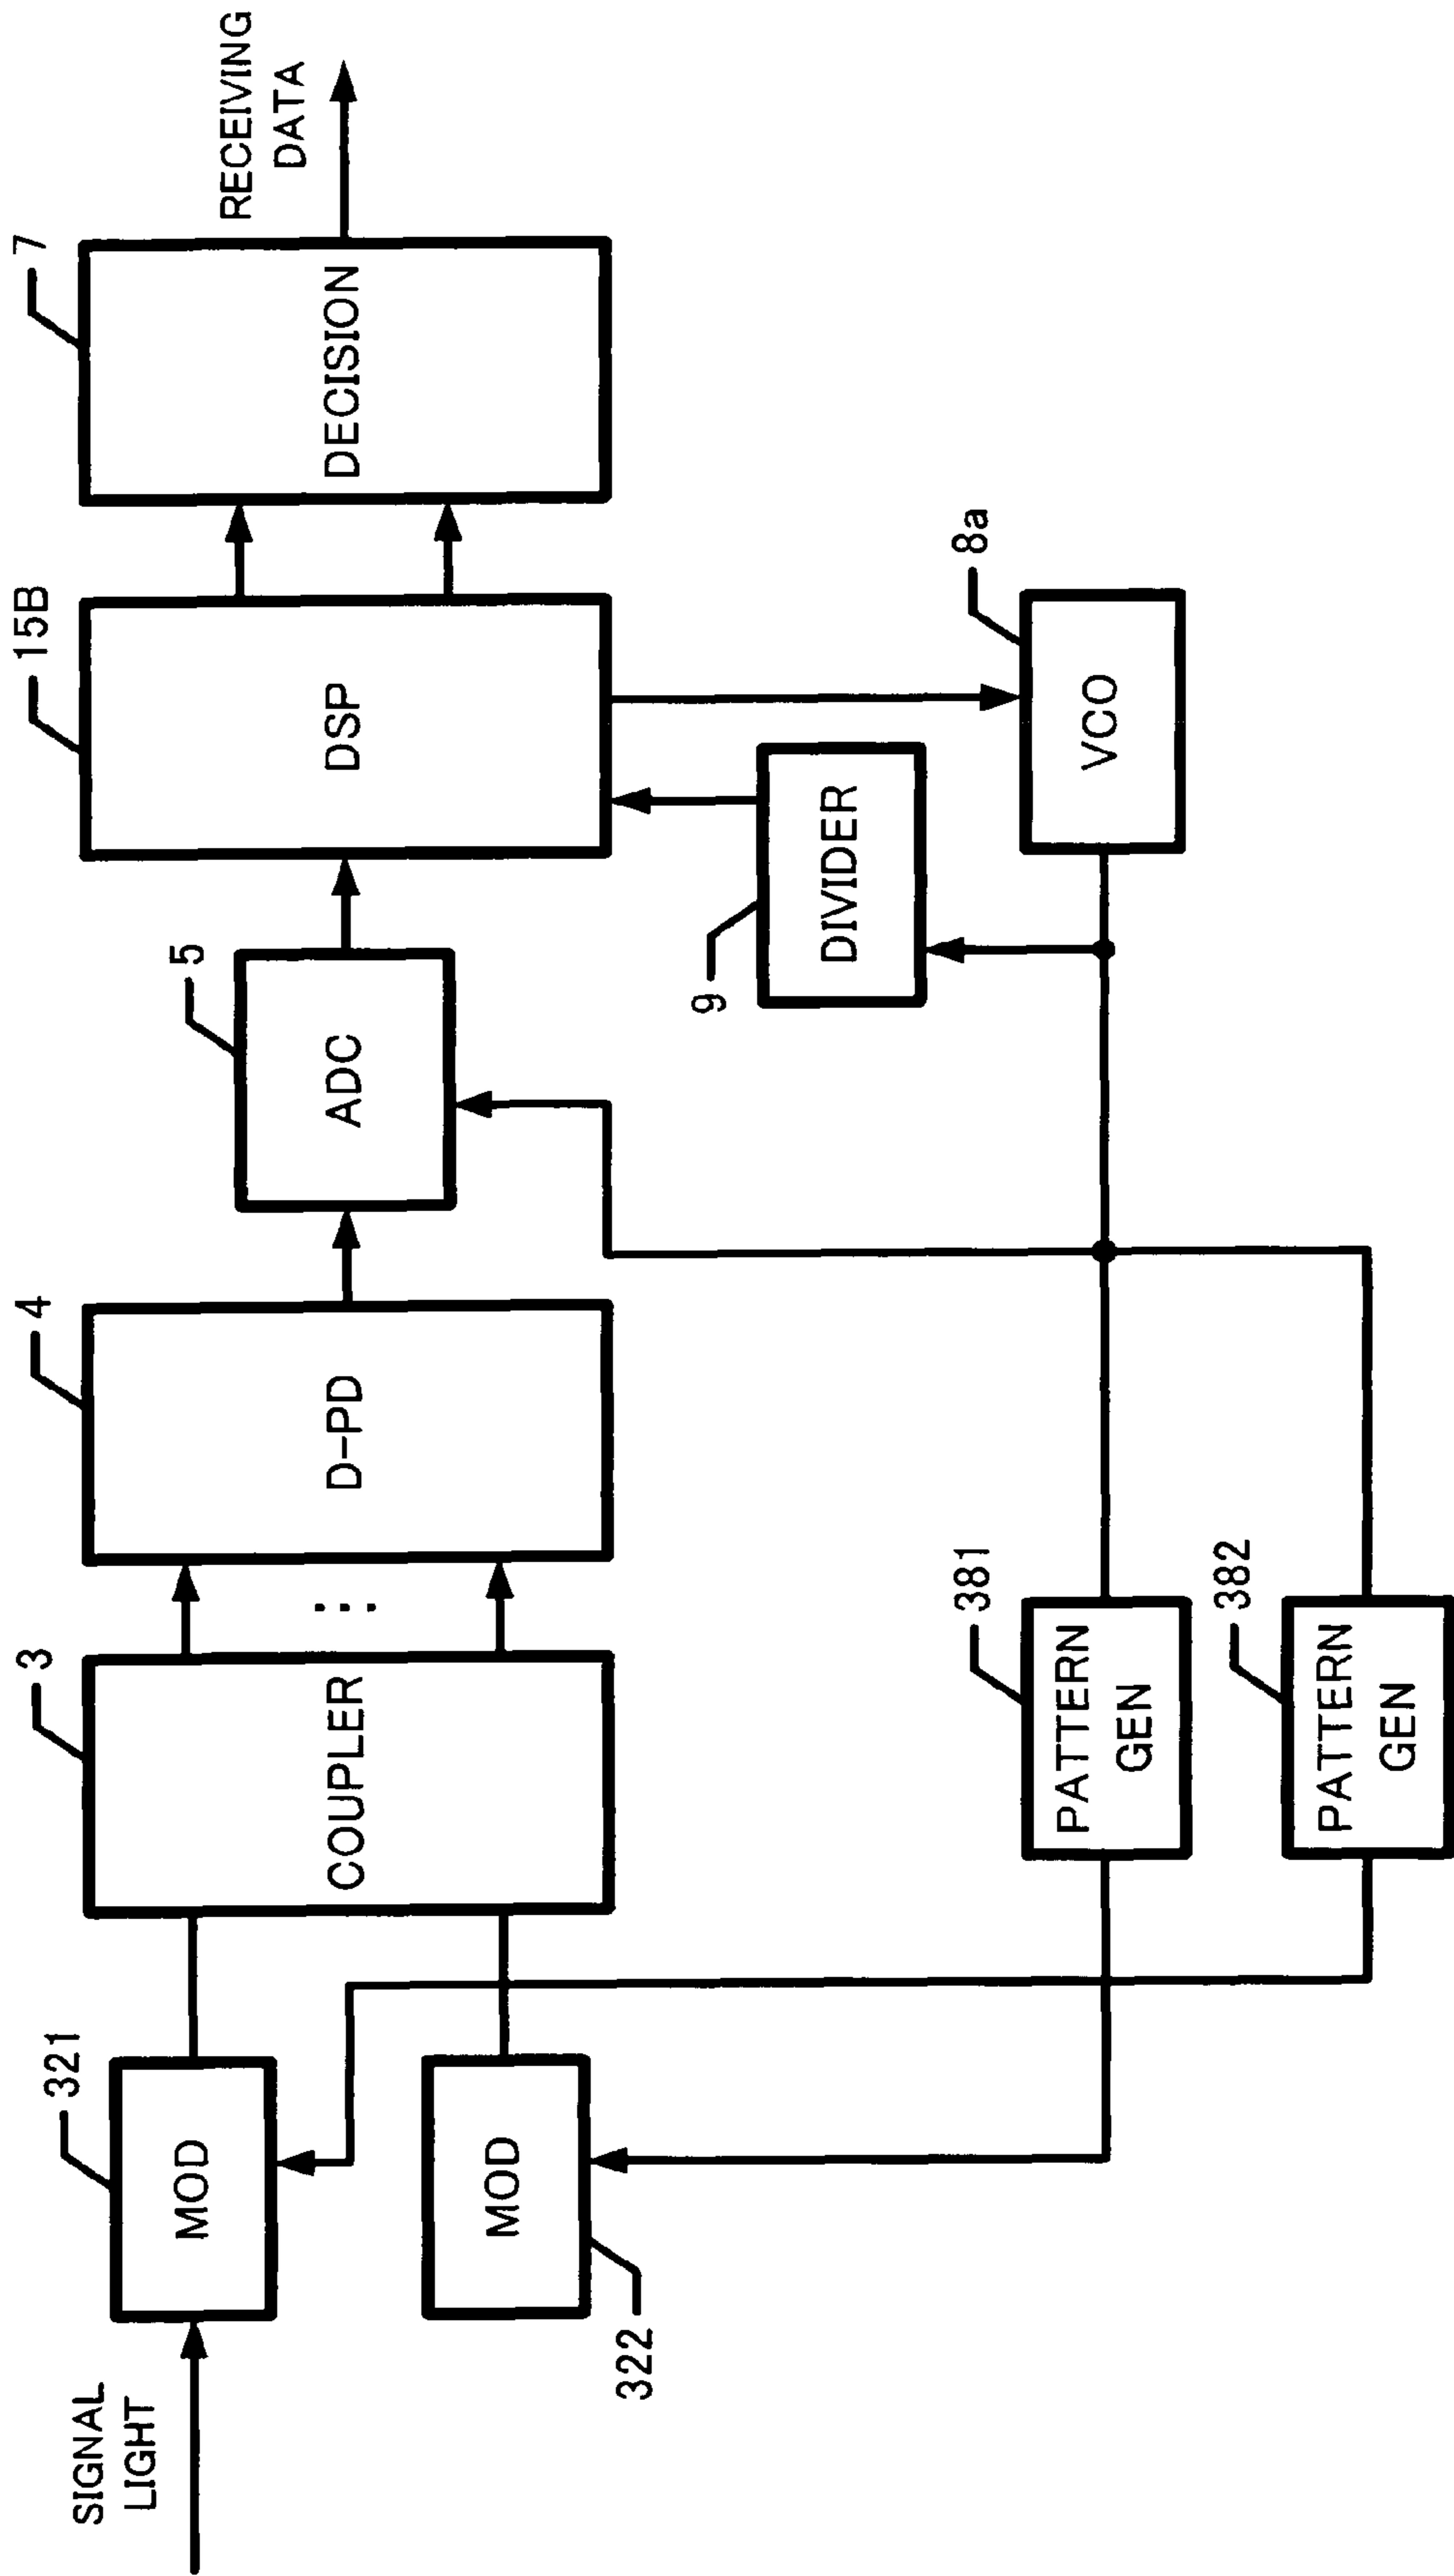 SIGNAL
LIGHT
321
MOD
322
MOD
3
COUPLER
⋮
4
D-PD
5
ADC
15B
DSP
7
DECISION
RECEIVING
DATA
9
DIVIDER
8a
VCO
381
PATTERN
GEN
382
PATTERN
GEN